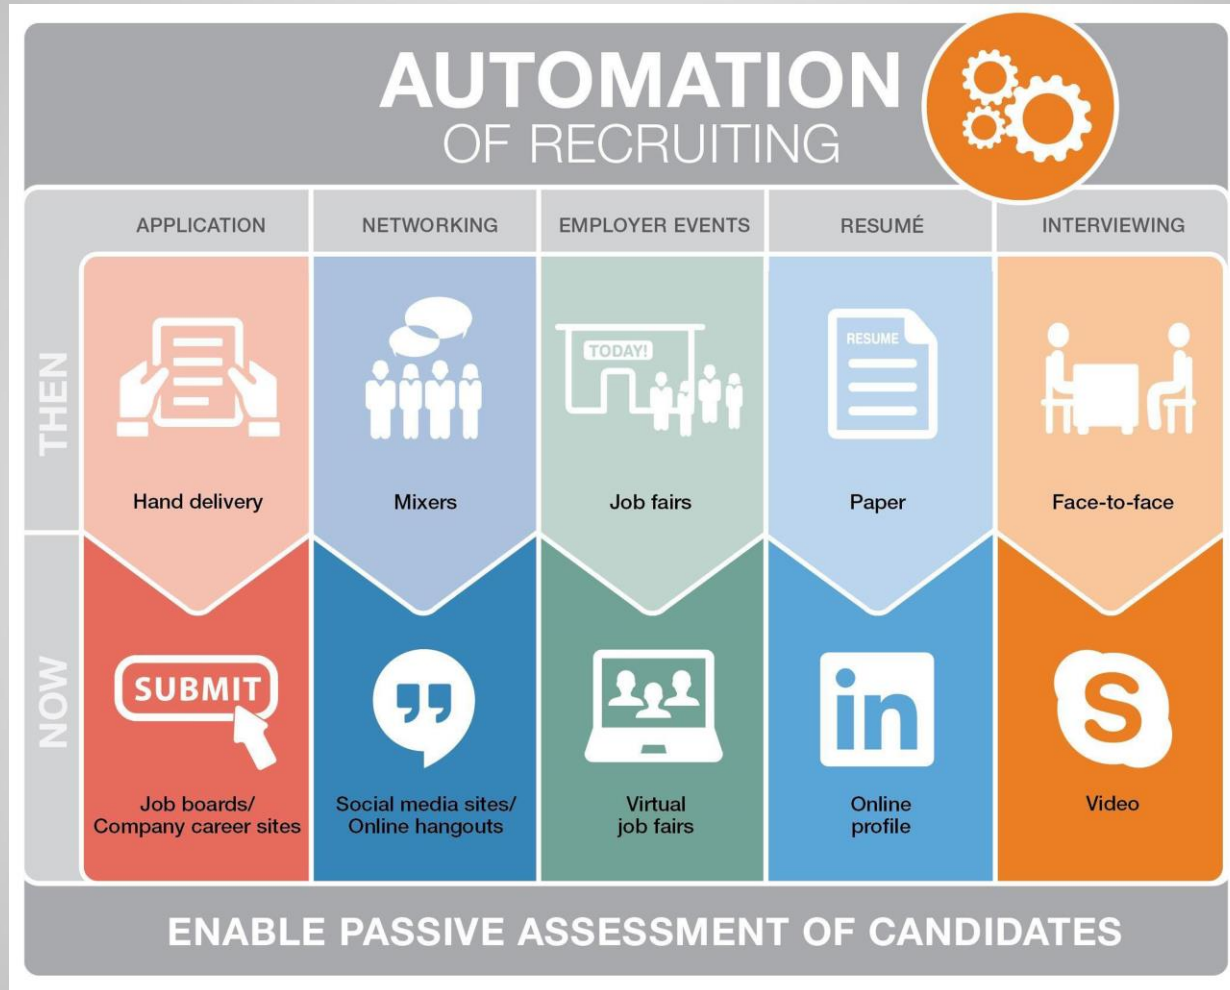 AUTOMATION
OF RECRUITING
APPLICATION
NETWORKING
EMPLOYER EVENTS
RESUMÉ
INTERVIEWING
THEN
TODAY!
RESUME
Hand delivery
Mixers
Job fairs
Paper
Face-to-face
NOW
SUBMIT
in
S
Job boards/
Company career sites
Social media sites/
Online hangouts
Virtual
job fairs
Online
profile
Video
ENABLE PASSIVE ASSESSMENT OF CANDIDATES